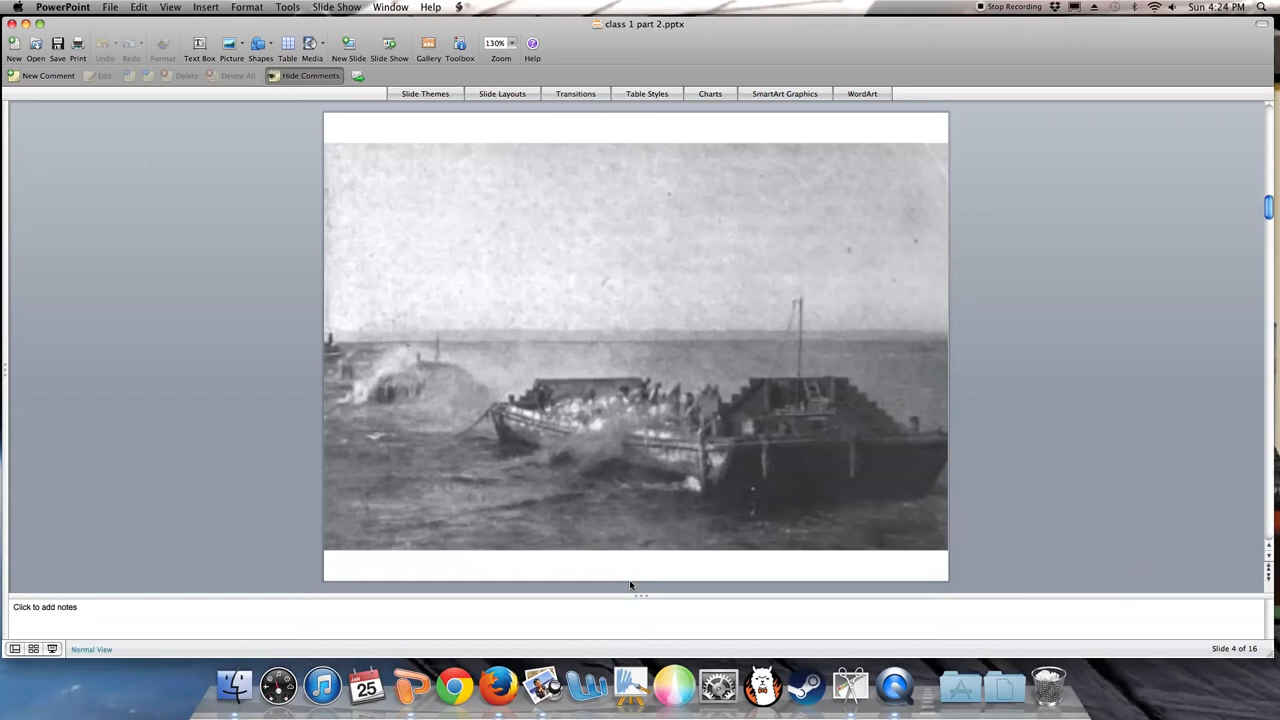 PowerPoint File Edit View Insert Format Tools Slide Show Window Help Stop Recording Sun 4:24 PM
class 1 part 2.pptx
New Open Save Print Undo Redo Format Text Box Picture Shapes Table Media New Slide Slide Show Gallery Toolbox 130% Zoom Help
New Comment Edit Delete Delete All Hide Comments
Slide Themes Slide Layouts Transitions Table Styles Charts SmartArt Graphics WordArt
Click to add notes
Normal View Slide 4 of 16
JAN
25